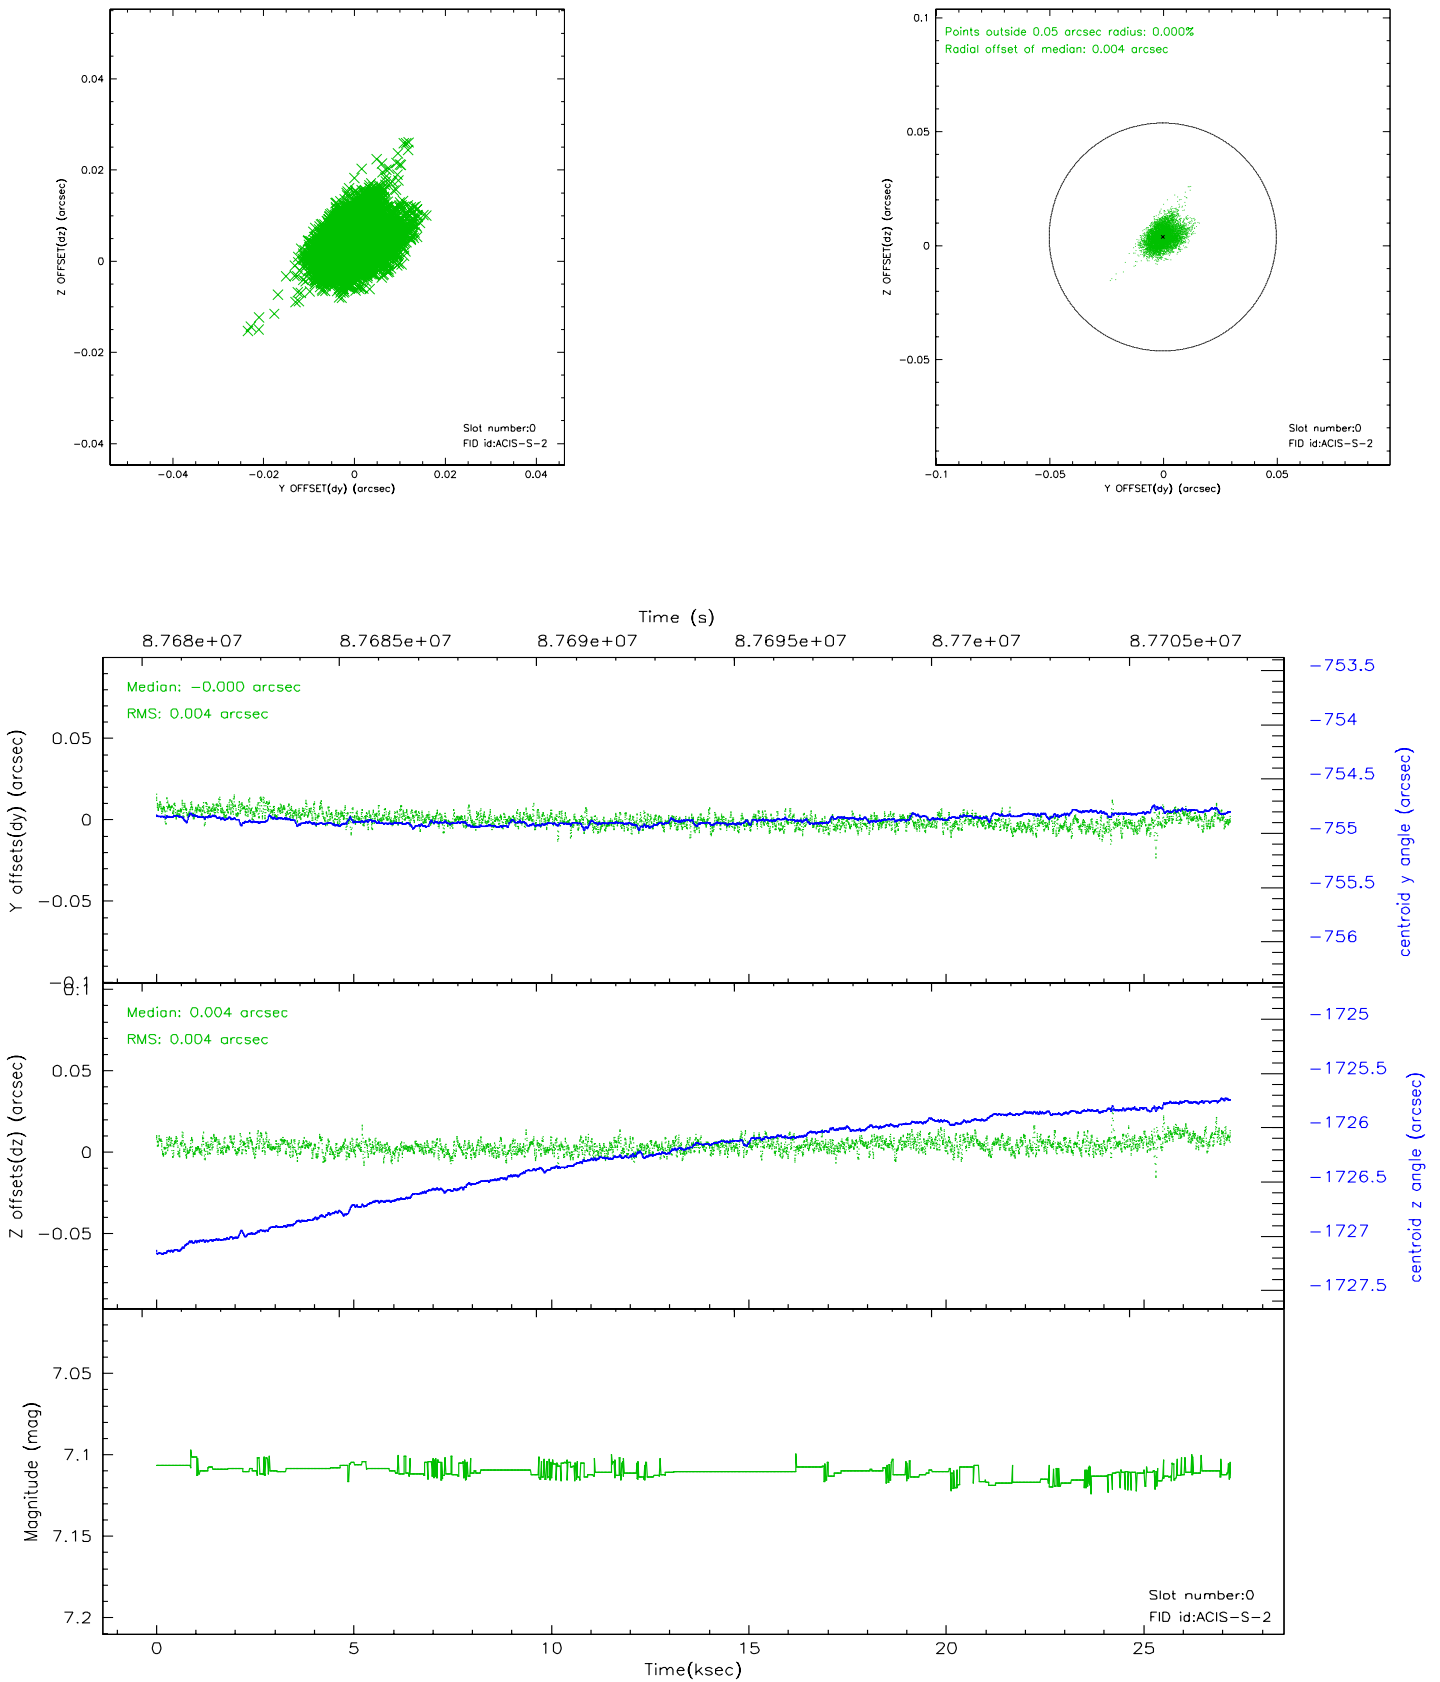 0.04
0.02
0
−0.02
−0.04
Z OFFSET(dz) (arcsec)
Slot number:0
FID id:ACIS−S−2
−0.04 −0.02 0 0.02 0.04
Y OFFSET(dy) (arcsec)
Points outside 0.05 arcsec radius: 0.000%
Radial offset of median: 0.004 arcsec
0.1
0.05
0
−0.05
Z OFFSET(dz) (arcsec)
Slot number:0
FID id:ACIS−S−2
−0.1 −0.05 0 0.05
Y OFFSET(dy) (arcsec)
Time (s)
8.768e+07 8.7685e+07 8.769e+07 8.7695e+07 8.77e+07 8.7705e+07
Median: −0.000 arcsec
RMS: 0.004 arcsec
0.05
0
−0.05
−0.1
Y offsets(dy) (arcsec)
−753.5
−754
−754.5
−755
−755.5
−756
centroid y angle (arcsec)
Median: 0.004 arcsec
RMS: 0.004 arcsec
0.1
0.05
0
−0.05
Z offsets(dz) (arcsec)
−1725
−1725.5
−1726
−1726.5
−1727
−1727.5
centroid z angle (arcsec)
7.05
7.1
7.15
7.2
Magnitude (mag)
Slot number:0
FID id:ACIS−S−2
0 5 10 15 20 25
Time(ksec)